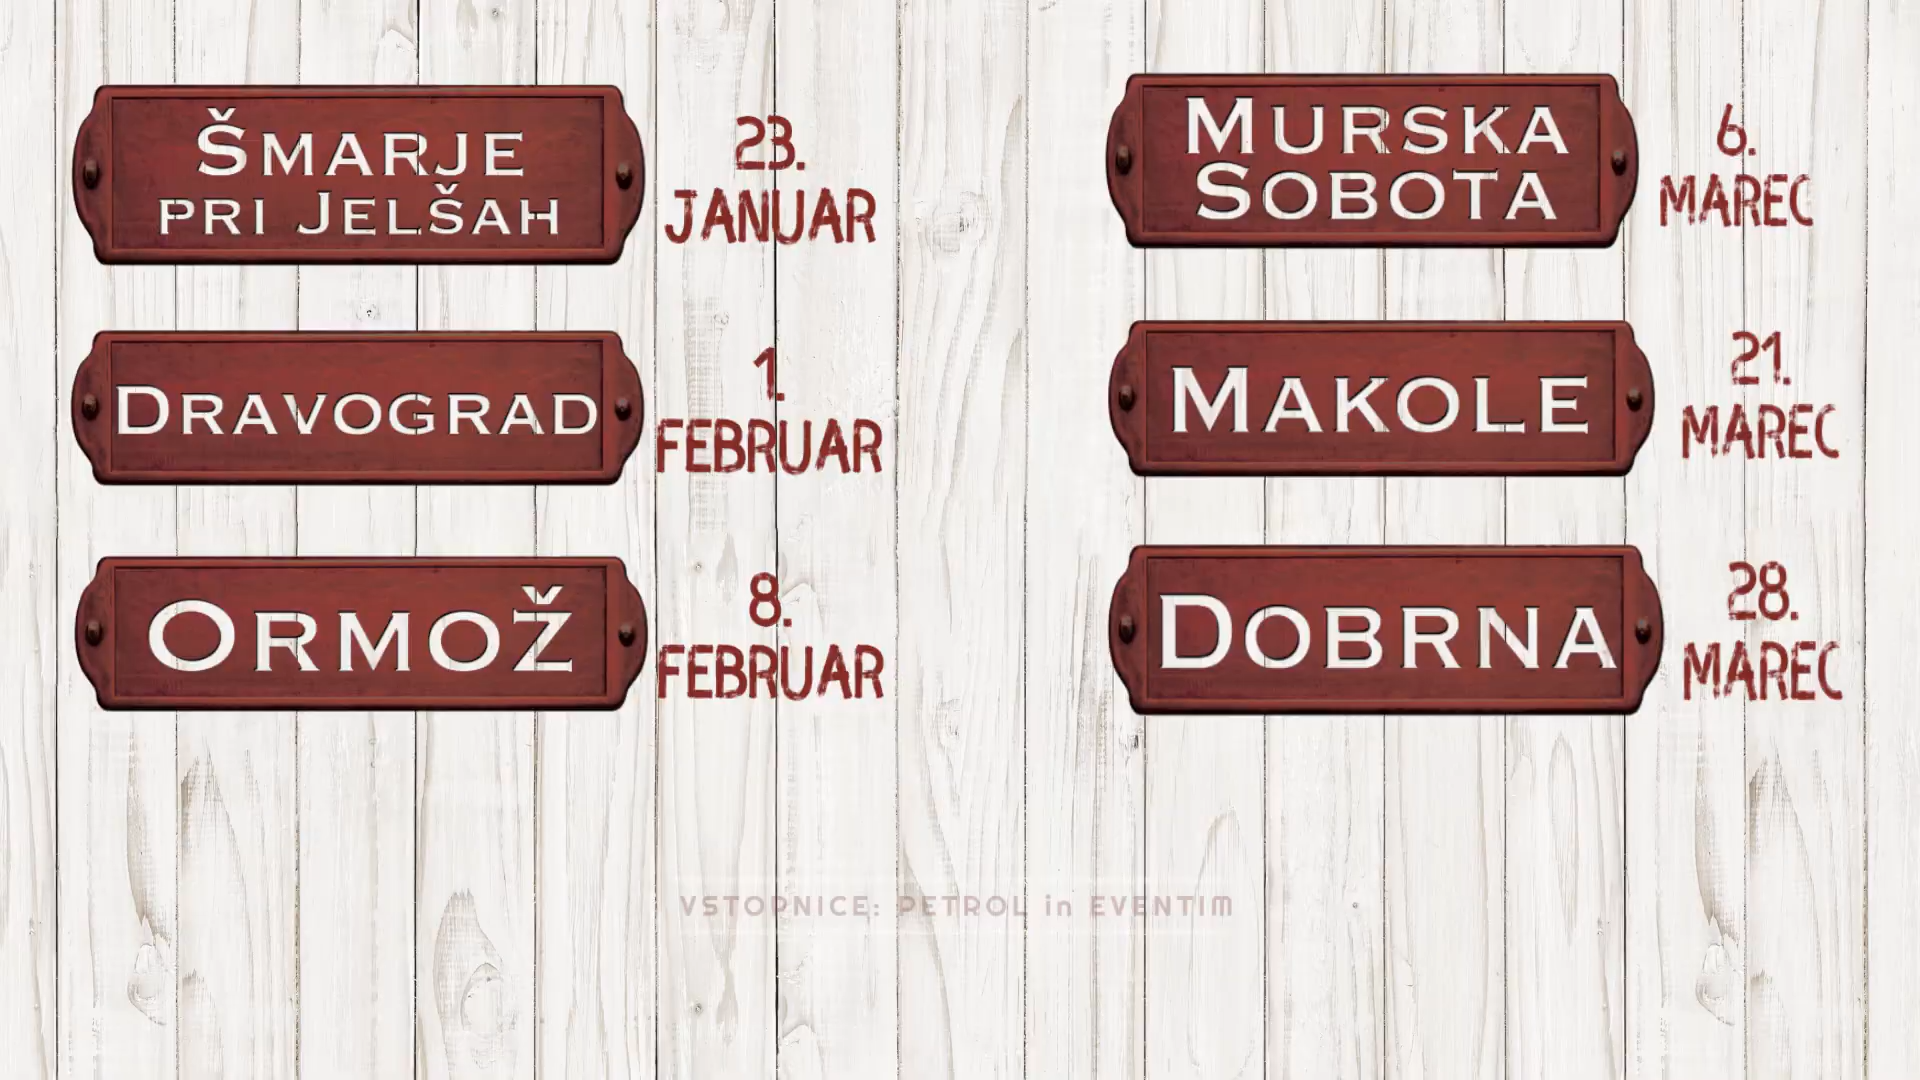 ŠMARJE
PRI JELŠAH
23.
JANUAR
DRAVOGRAD
1.
FEBRUAR
ORMOŽ
8.
FEBRUAR
MURSKA
SOBOTA
6.
MAREC
MAKOLE
21.
MAREC
DOBRNA
28.
MAREC
VSTOPNICE: PETROL in EVENTIM